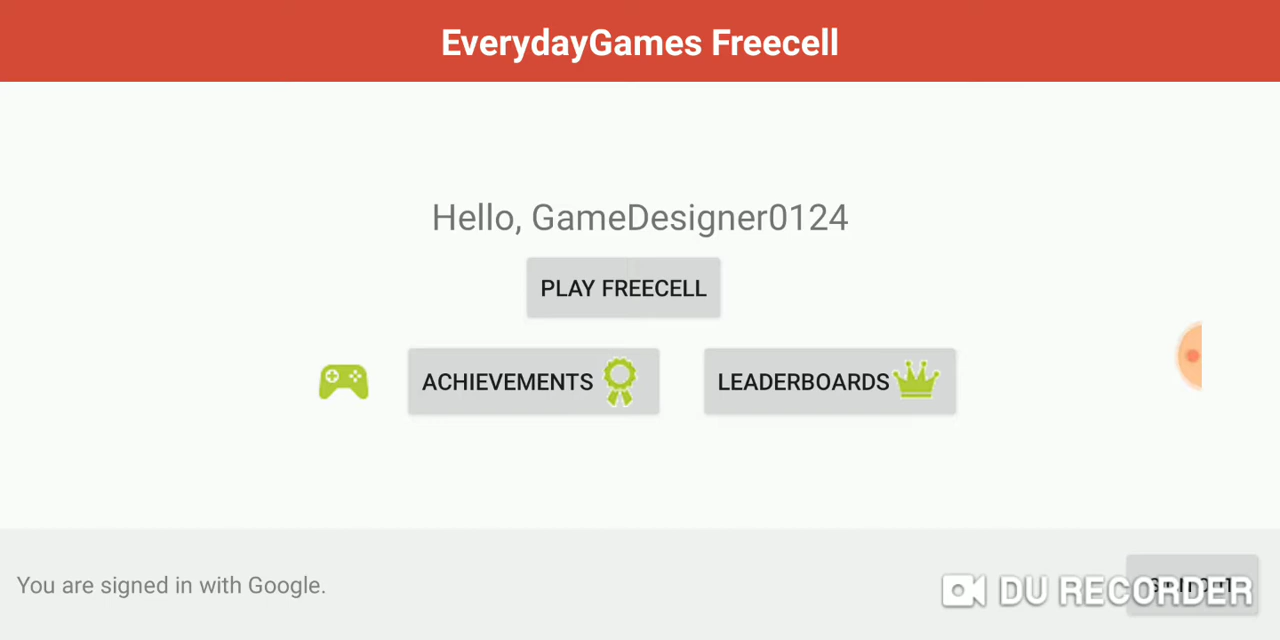 EverydayGames Freecell
Hello, GameDesigner0124
PLAY FREECELL
ACHIEVEMENTS
LEADERBOARDS
You are signed in with Google.
DU RECORDER